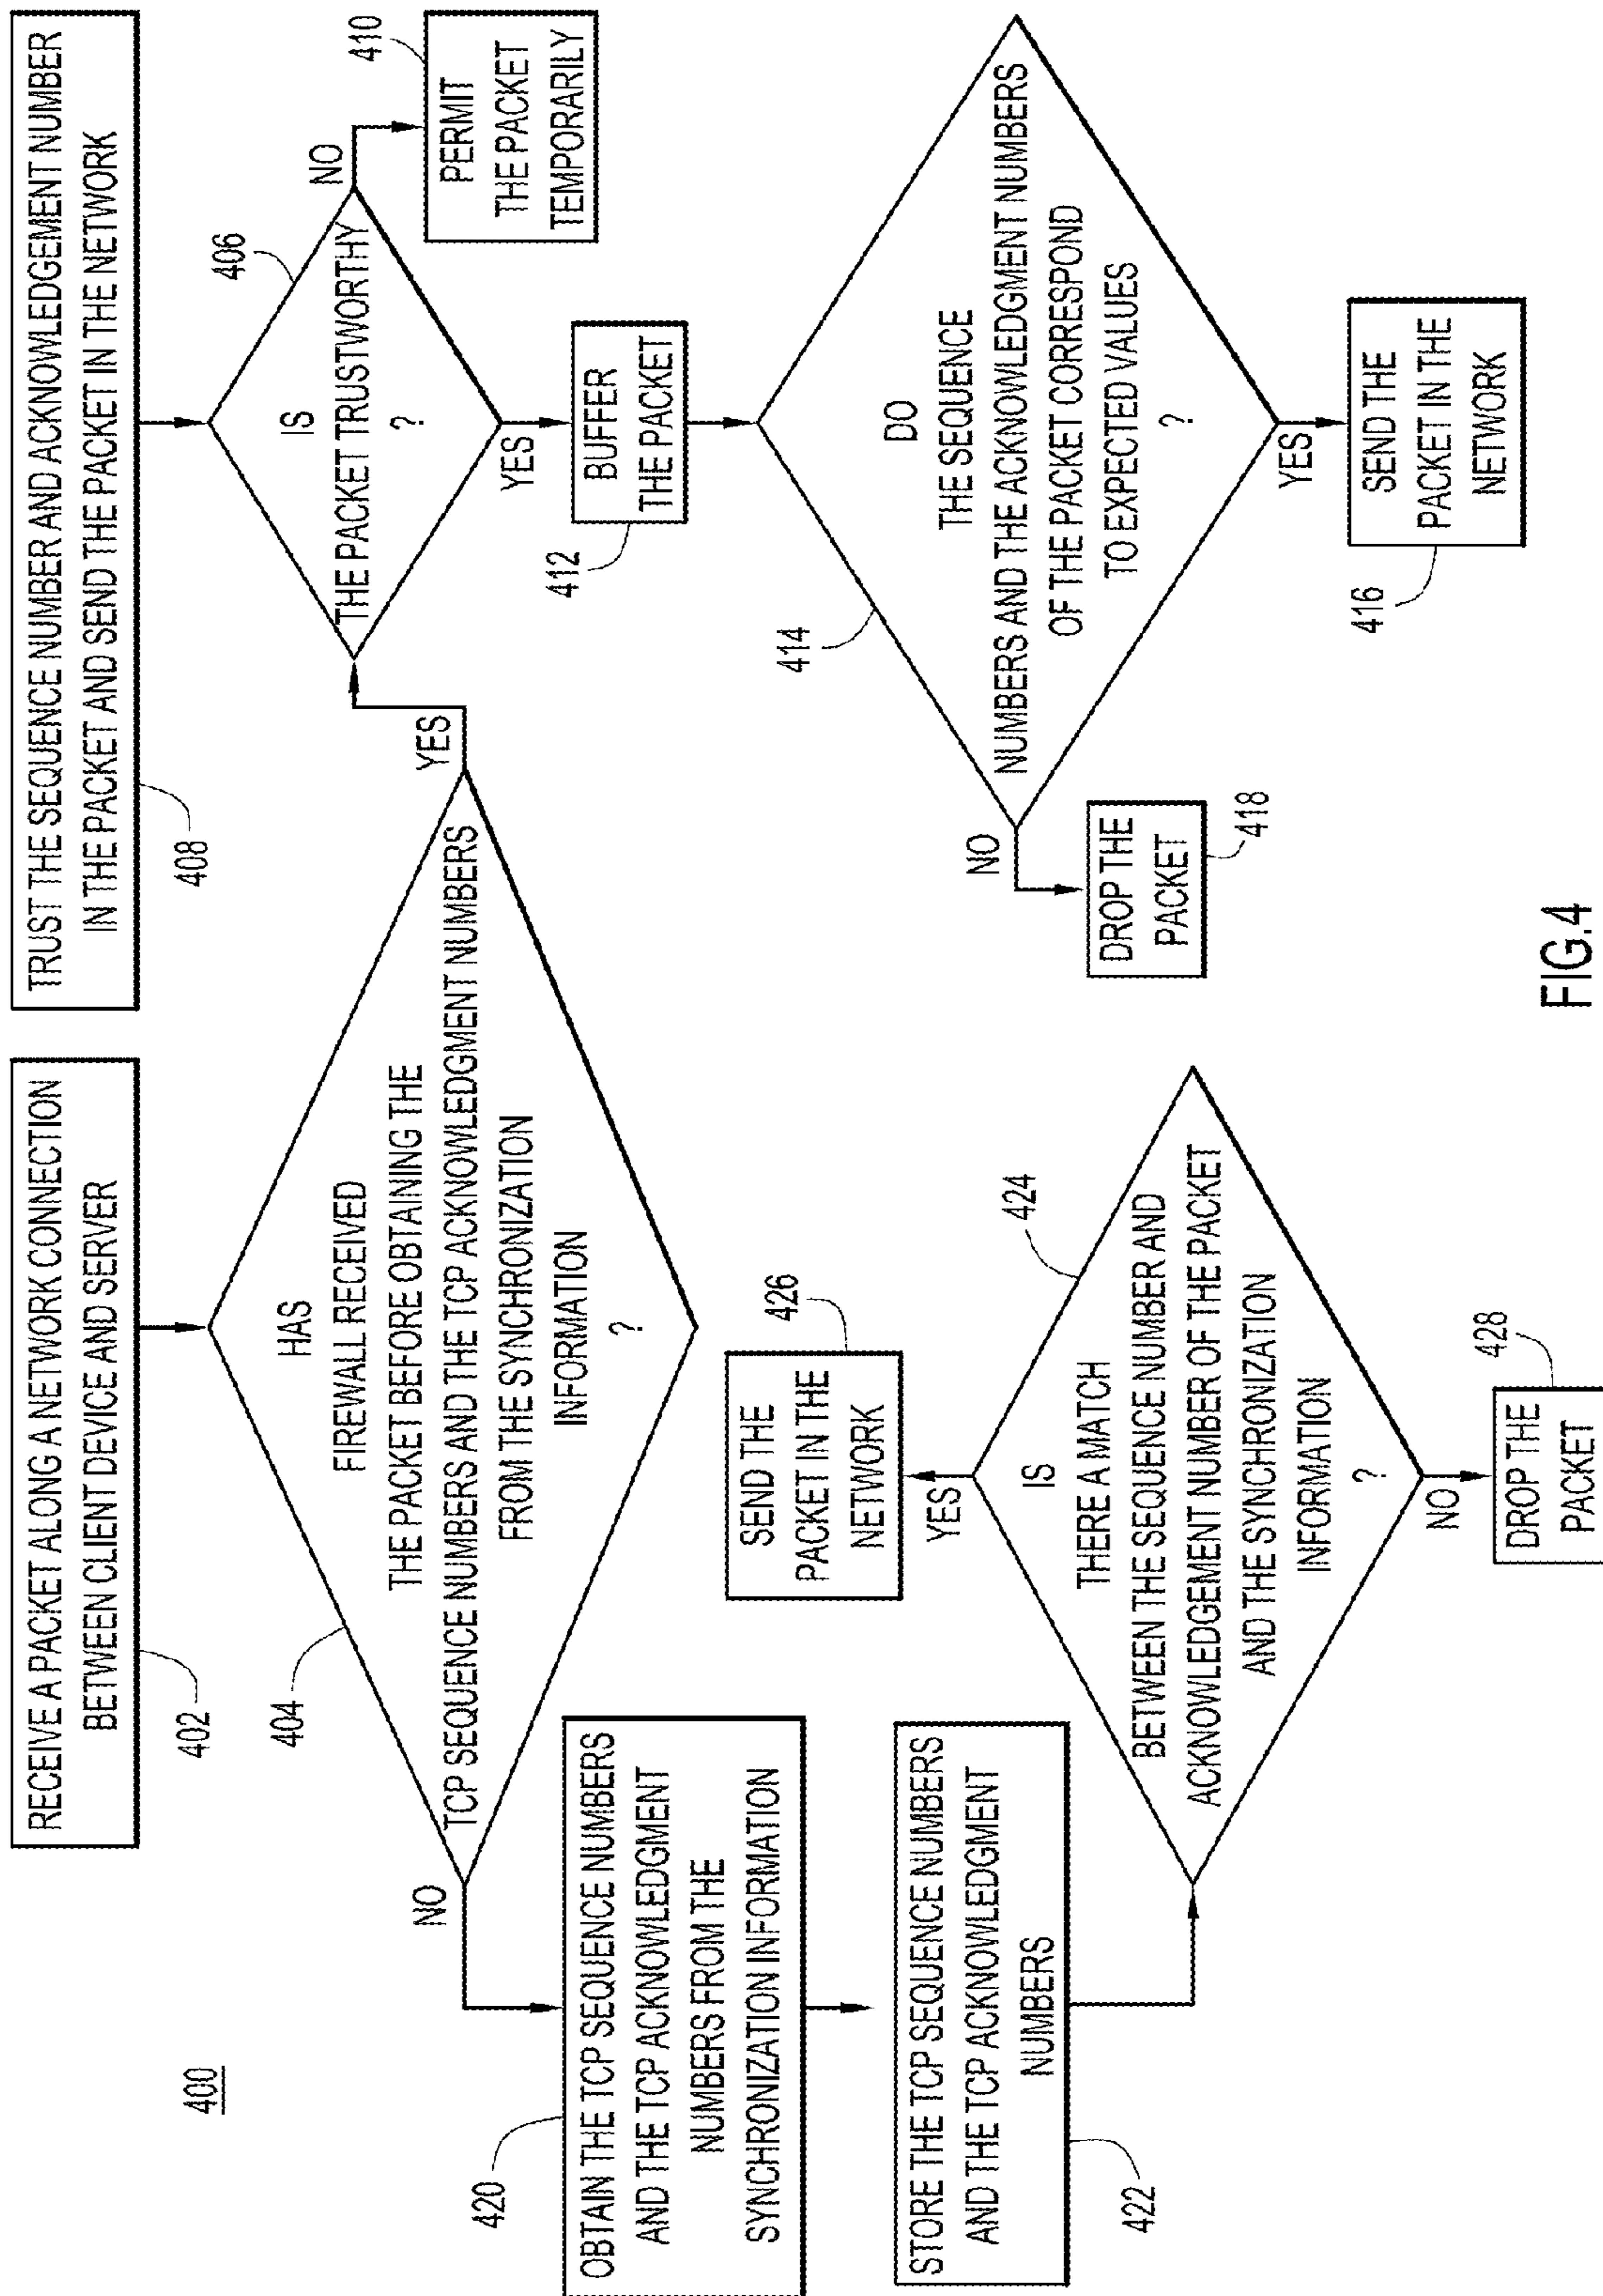 400
RECEIVE A PACKET ALONG A NETWORK CONNECTION
BETWEEN CLIENT DEVICE AND SERVER
402
HAS
FIREWALL RECEIVED
THE PACKET BEFORE OBTAINING THE
TCP SEQUENCE NUMBERS AND THE TCP ACKNOWLEDGMENT NUMBERS
FROM THE SYNCHRONIZATION
INFORMATION
?
404
NO
YES
TRUST THE SEQUENCE NUMBER AND ACKNOWLEDGEMENT NUMBER
IN THE PACKET AND SEND THE PACKET IN THE NETWORK
408
IS
THE PACKET TRUSTWORTHY
?
406
NO
YES
PERMIT
THE PACKET
TEMPORARILY
410
BUFFER
THE PACKET
412
DO
THE SEQUENCE
NUMBERS AND THE ACKNOWLEDGMENT NUMBERS
OF THE PACKET CORRESPOND
TO EXPECTED VALUES
?
414
NO
YES
DROP THE
PACKET
418
SEND THE
PACKET IN THE
NETWORK
416
OBTAIN THE TCP SEQUENCE NUMBERS
AND THE TCP ACKNOWLEDGMENT
NUMBERS FROM THE
SYNCHRONIZATION INFORMATION
420
STORE THE TCP SEQUENCE NUMBERS
AND THE TCP ACKNOWLEDGMENT
NUMBERS
422
IS
THERE A MATCH
BETWEEN THE SEQUENCE NUMBER AND
ACKNOWLEDGEMENT NUMBER OF THE PACKET
AND THE SYNCHRONIZATION
INFORMATION
?
424
YES
NO
SEND THE
PACKET IN THE
NETWORK
426
DROP THE
PACKET
428
FIG.4